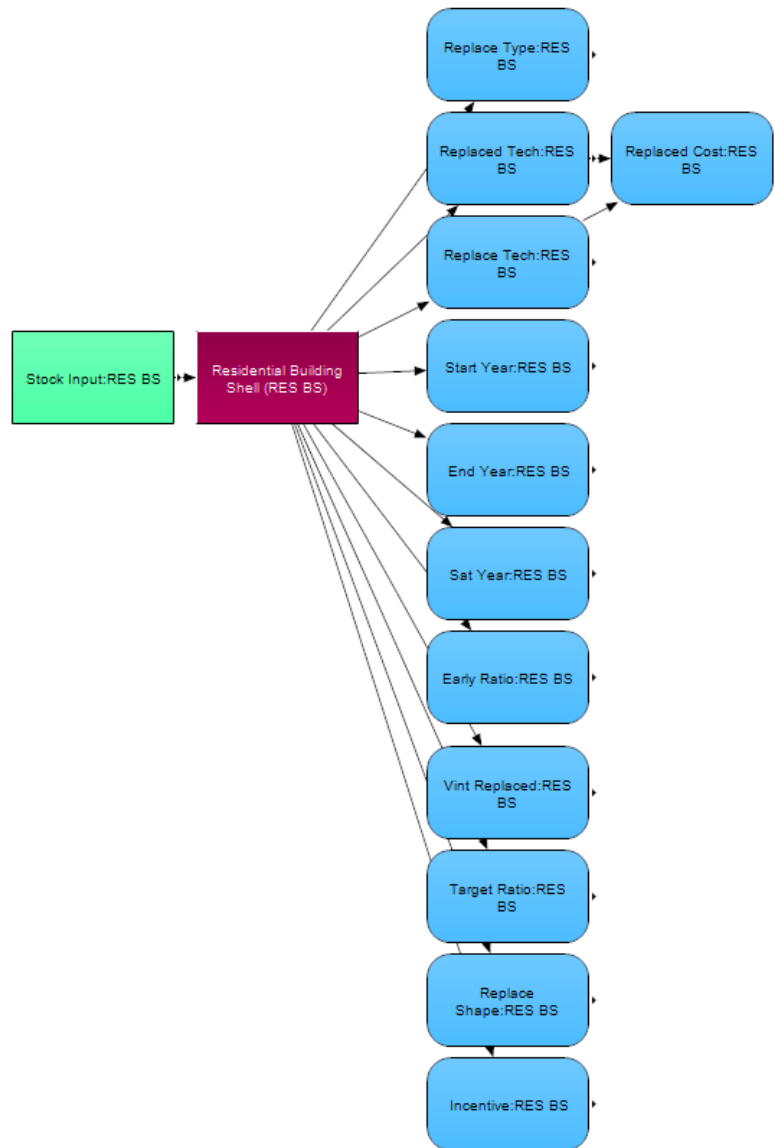 Replace Type:RES
BS
Replaced Tech:RES
BS
Replaced Cost:RES
BS
Replace Tech:RES
BS
Stock Input:RES BS
Residential Building
Shell (RES BS)
Start Year:RES BS
End Year:RES BS
Sat Year:RES BS
Early Ratio:RES BS
Vint Replaced:RES
BS
Target Ratio:RES
BS
Replace
Shape:RES BS
Incentive:RES BS